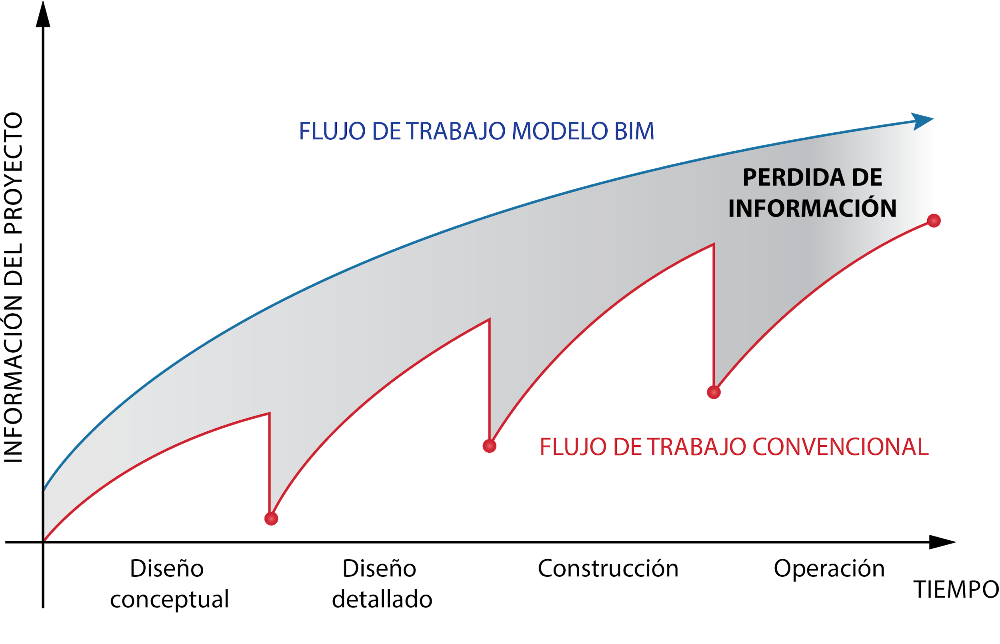 INFORMACIÓN DEL PROYECTO
FLUJO DE TRABAJO MODELO BIM
PERDIDA DE
INFORMACIÓN
FLUJO DE TRABAJO CONVENCIONAL
Diseño
conceptual
Diseño
detallado
Construcción
Operación
TIEMPO